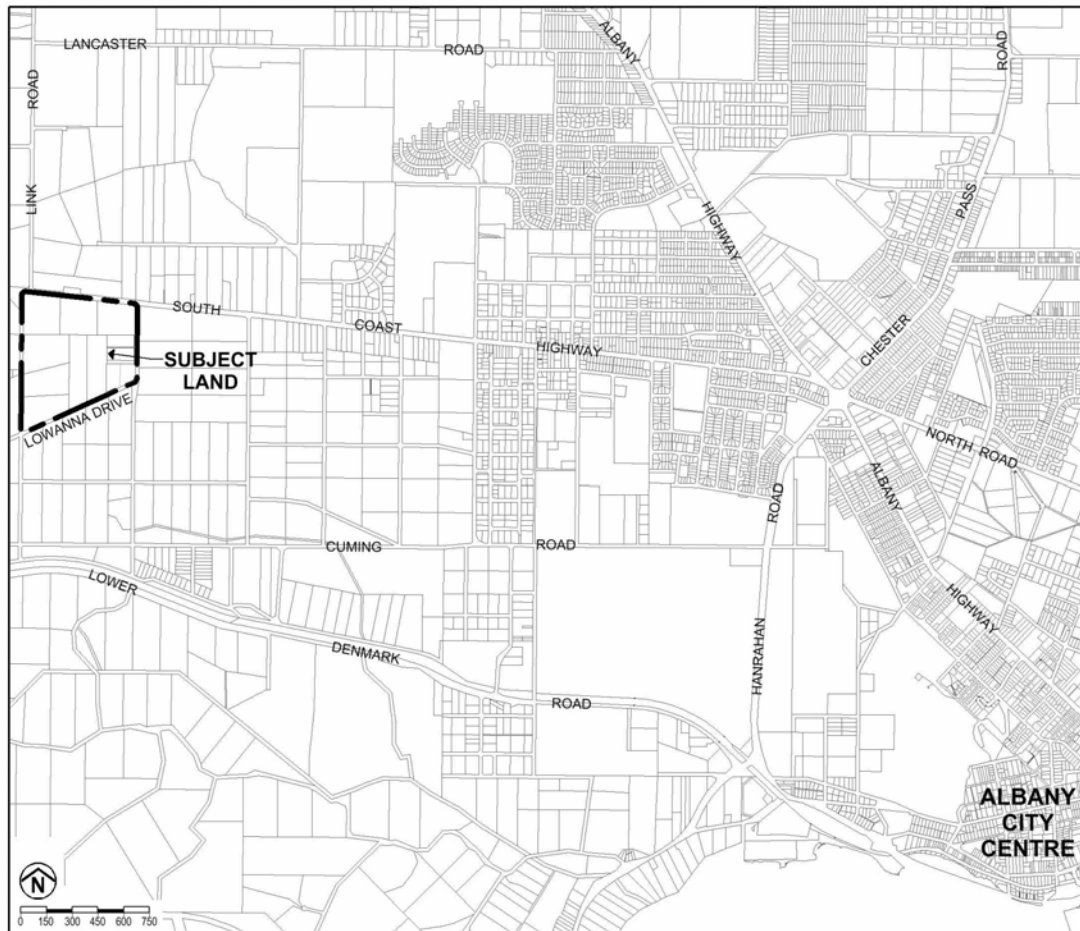 LANCASTER
ROAD
ALBANY
ROAD
ROAD
LINK
PASS
HIGHWAY
SOUTH
COAST
HIGHWAY
CHESTER
SUBJECT
LAND
LOWANNA DRIVE
NORTH ROAD
ALBANY
ROAD
CUMING
ROAD
LOWER
HIGHWAY
DENMARK
HANRAHAN
ROAD
ALBANY
CITY
CENTRE
N
0 150 300 450 600 750